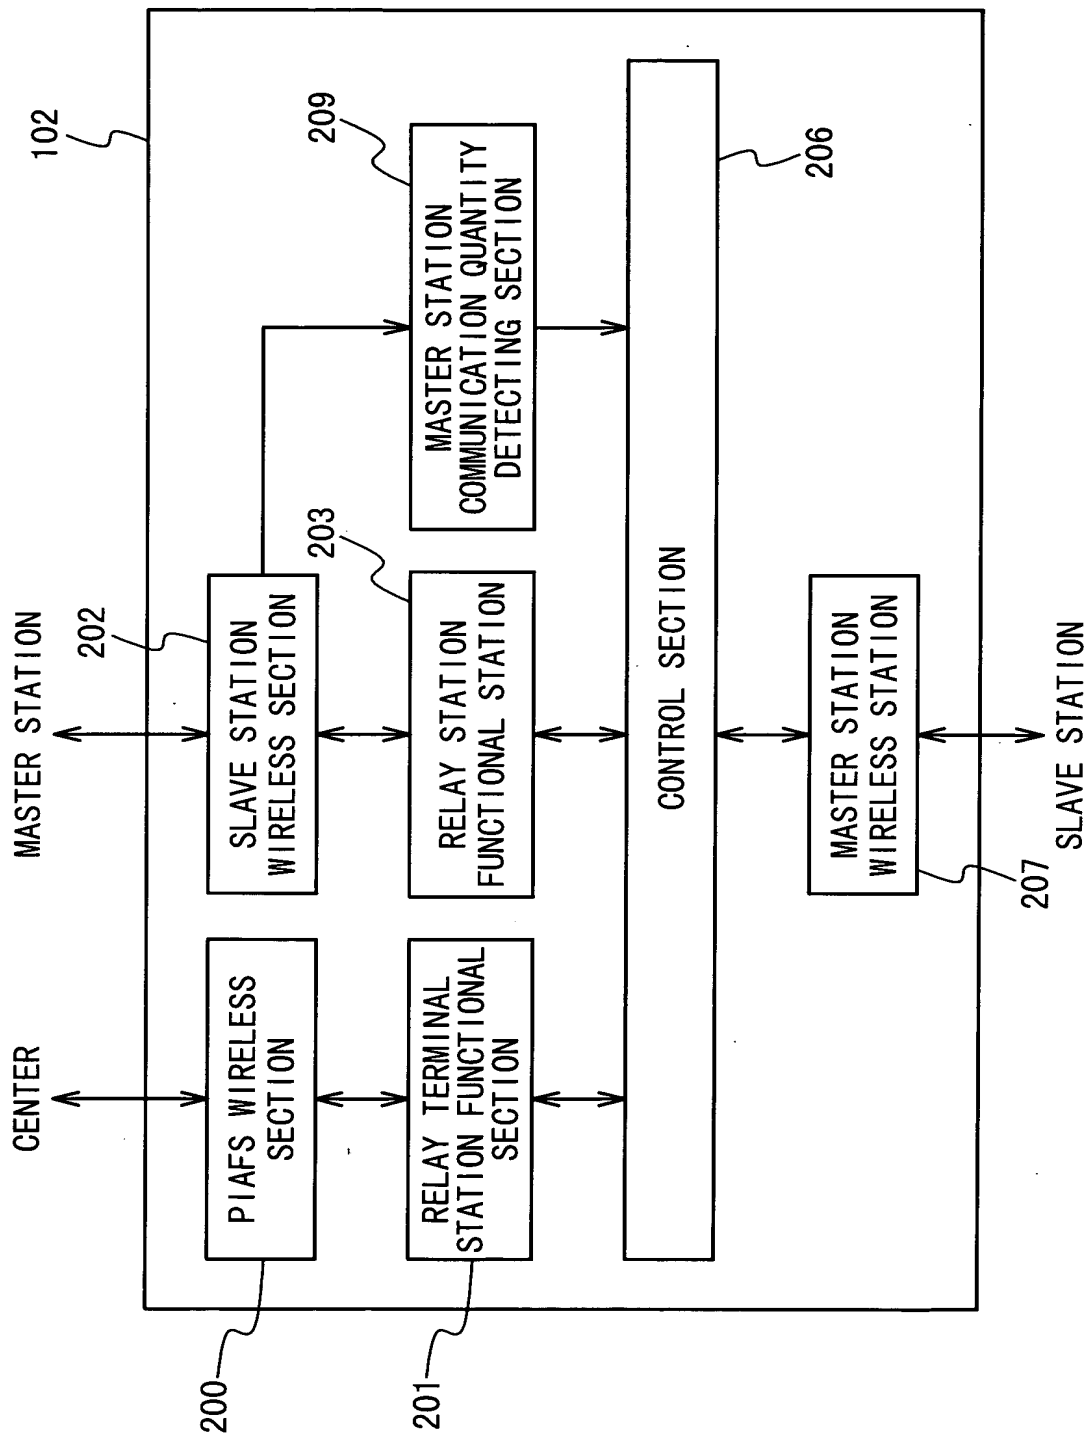 102
CENTER
MASTER STATION
200
PIAFS WIRELESS
SECTION
202
SLAVE STATION
WIRELESS SECTION
201
RELAY TERMINAL
STATION FUNCTIONAL
SECTION
203
RELAY STATION
FUNCTIONAL STATION
209
MASTER STATION
COMMUNICATION QUANTITY
DETECTING SECTION
CONTROL SECTION
206
MASTER STATION
WIRELESS STATION
207
SLAVE STATION